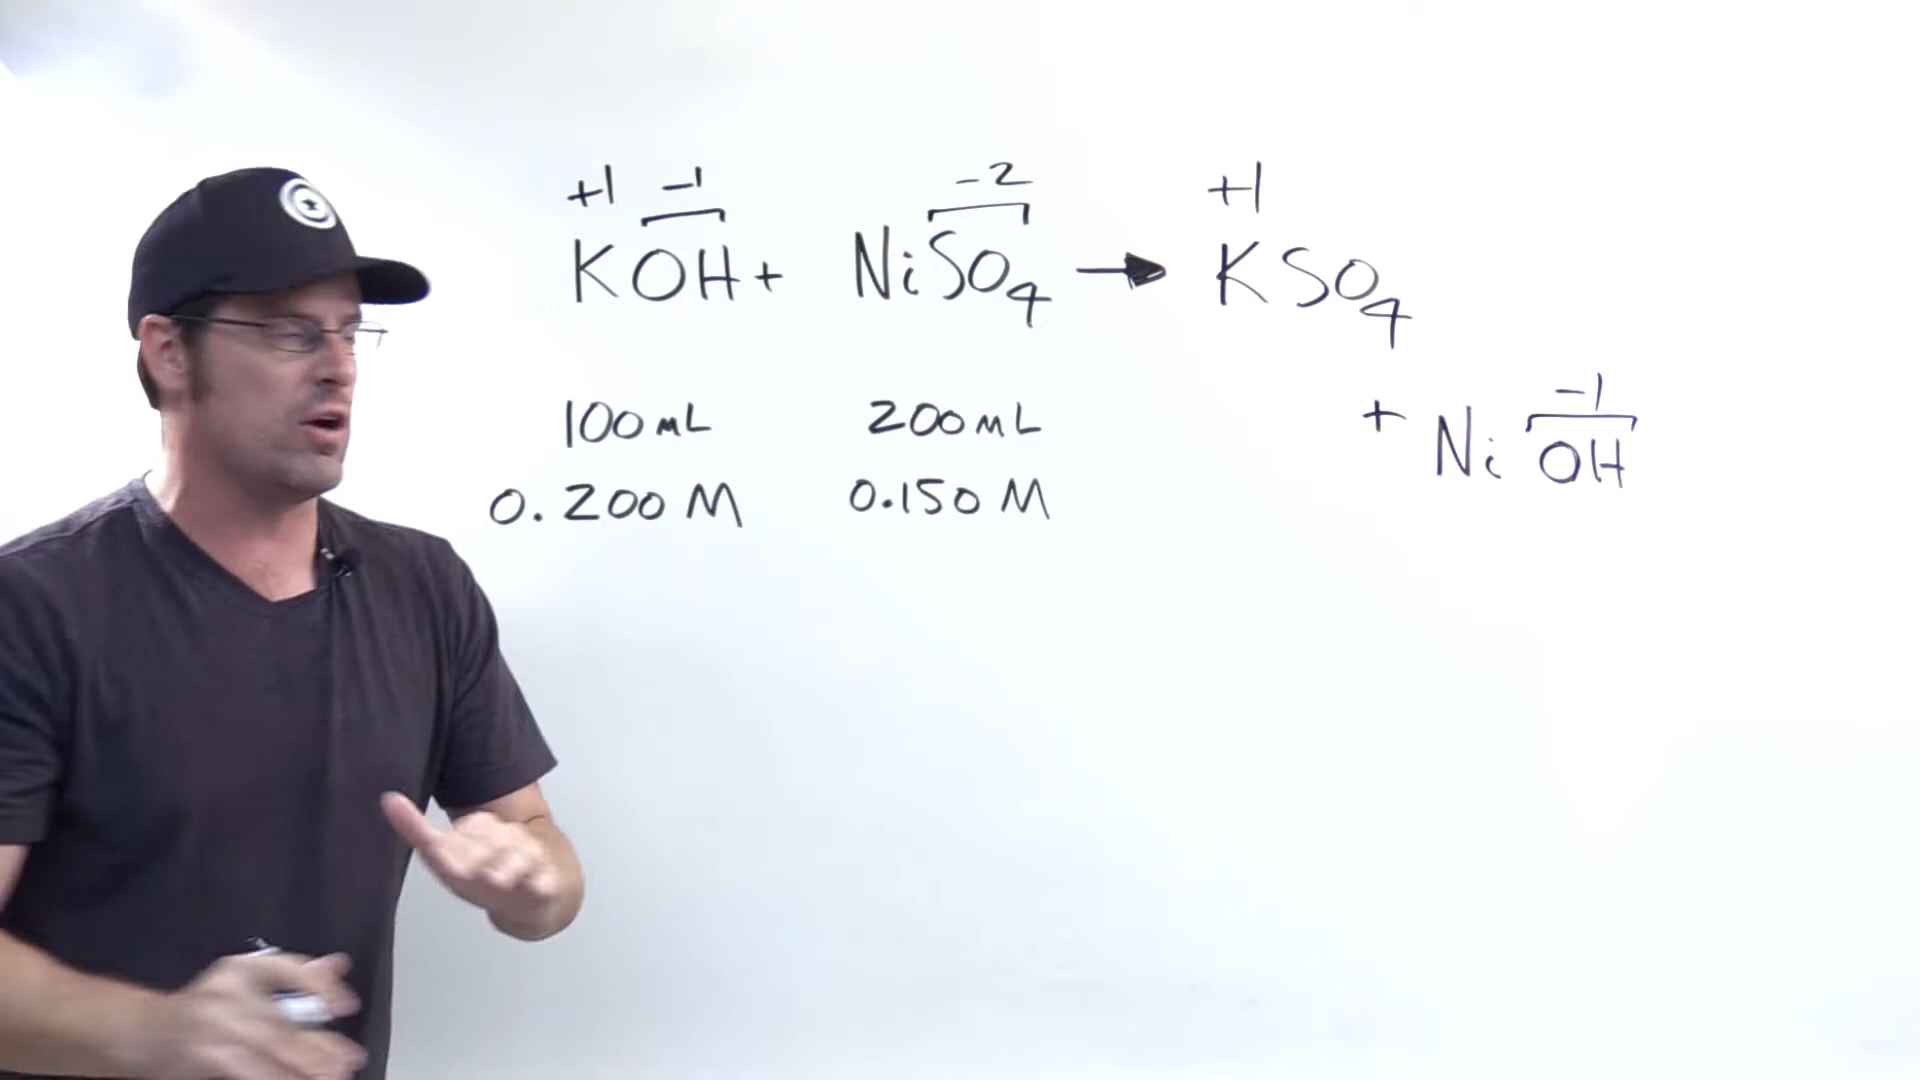 +1 -1 -2 +1
KOH + NiSO4 → KSO4
-1
+ Ni OH
100 mL 200 mL
0.200 M 0.150 M